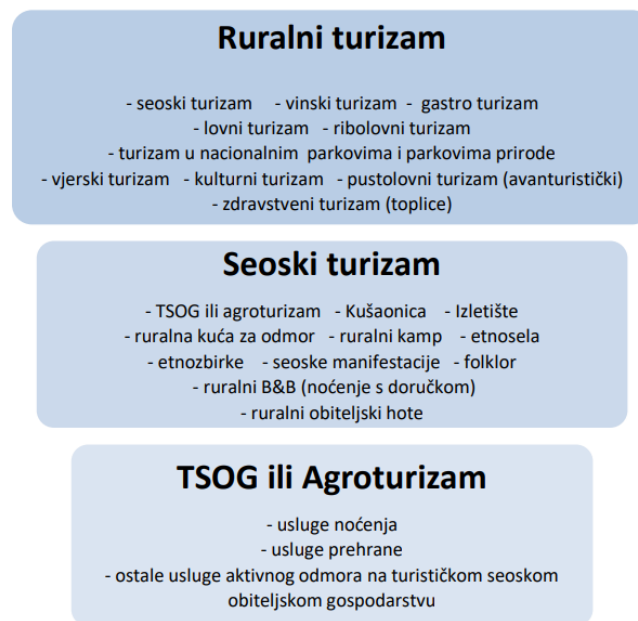 Ruralni turizam
- seoski turizam - vinski turizam - gastro turizam
- lovni turizam - ribolovni turizam
- turizam u nacionalnim parkovima i parkovima prirode
- vjerski turizam - kulturni turizam - pustolovni turizam (avanturistički)
- zdravstveni turizam (toplice)
Seoski turizam
- TSOG ili agroturizam - Kušaonica - Izletište
- ruralna kuća za odmor - ruralni kamp - etnosela
- etnozbirke - seoske manifestacije - folklor
- ruralni B&B (noćenje s doručkom)
- ruralni obiteljski hote
TSOG ili Agroturizam
- usluge noćenja
- usluge prehrane
- ostale usluge aktivnog odmora na turističkom seoskom
obiteljskom gospodarstvu